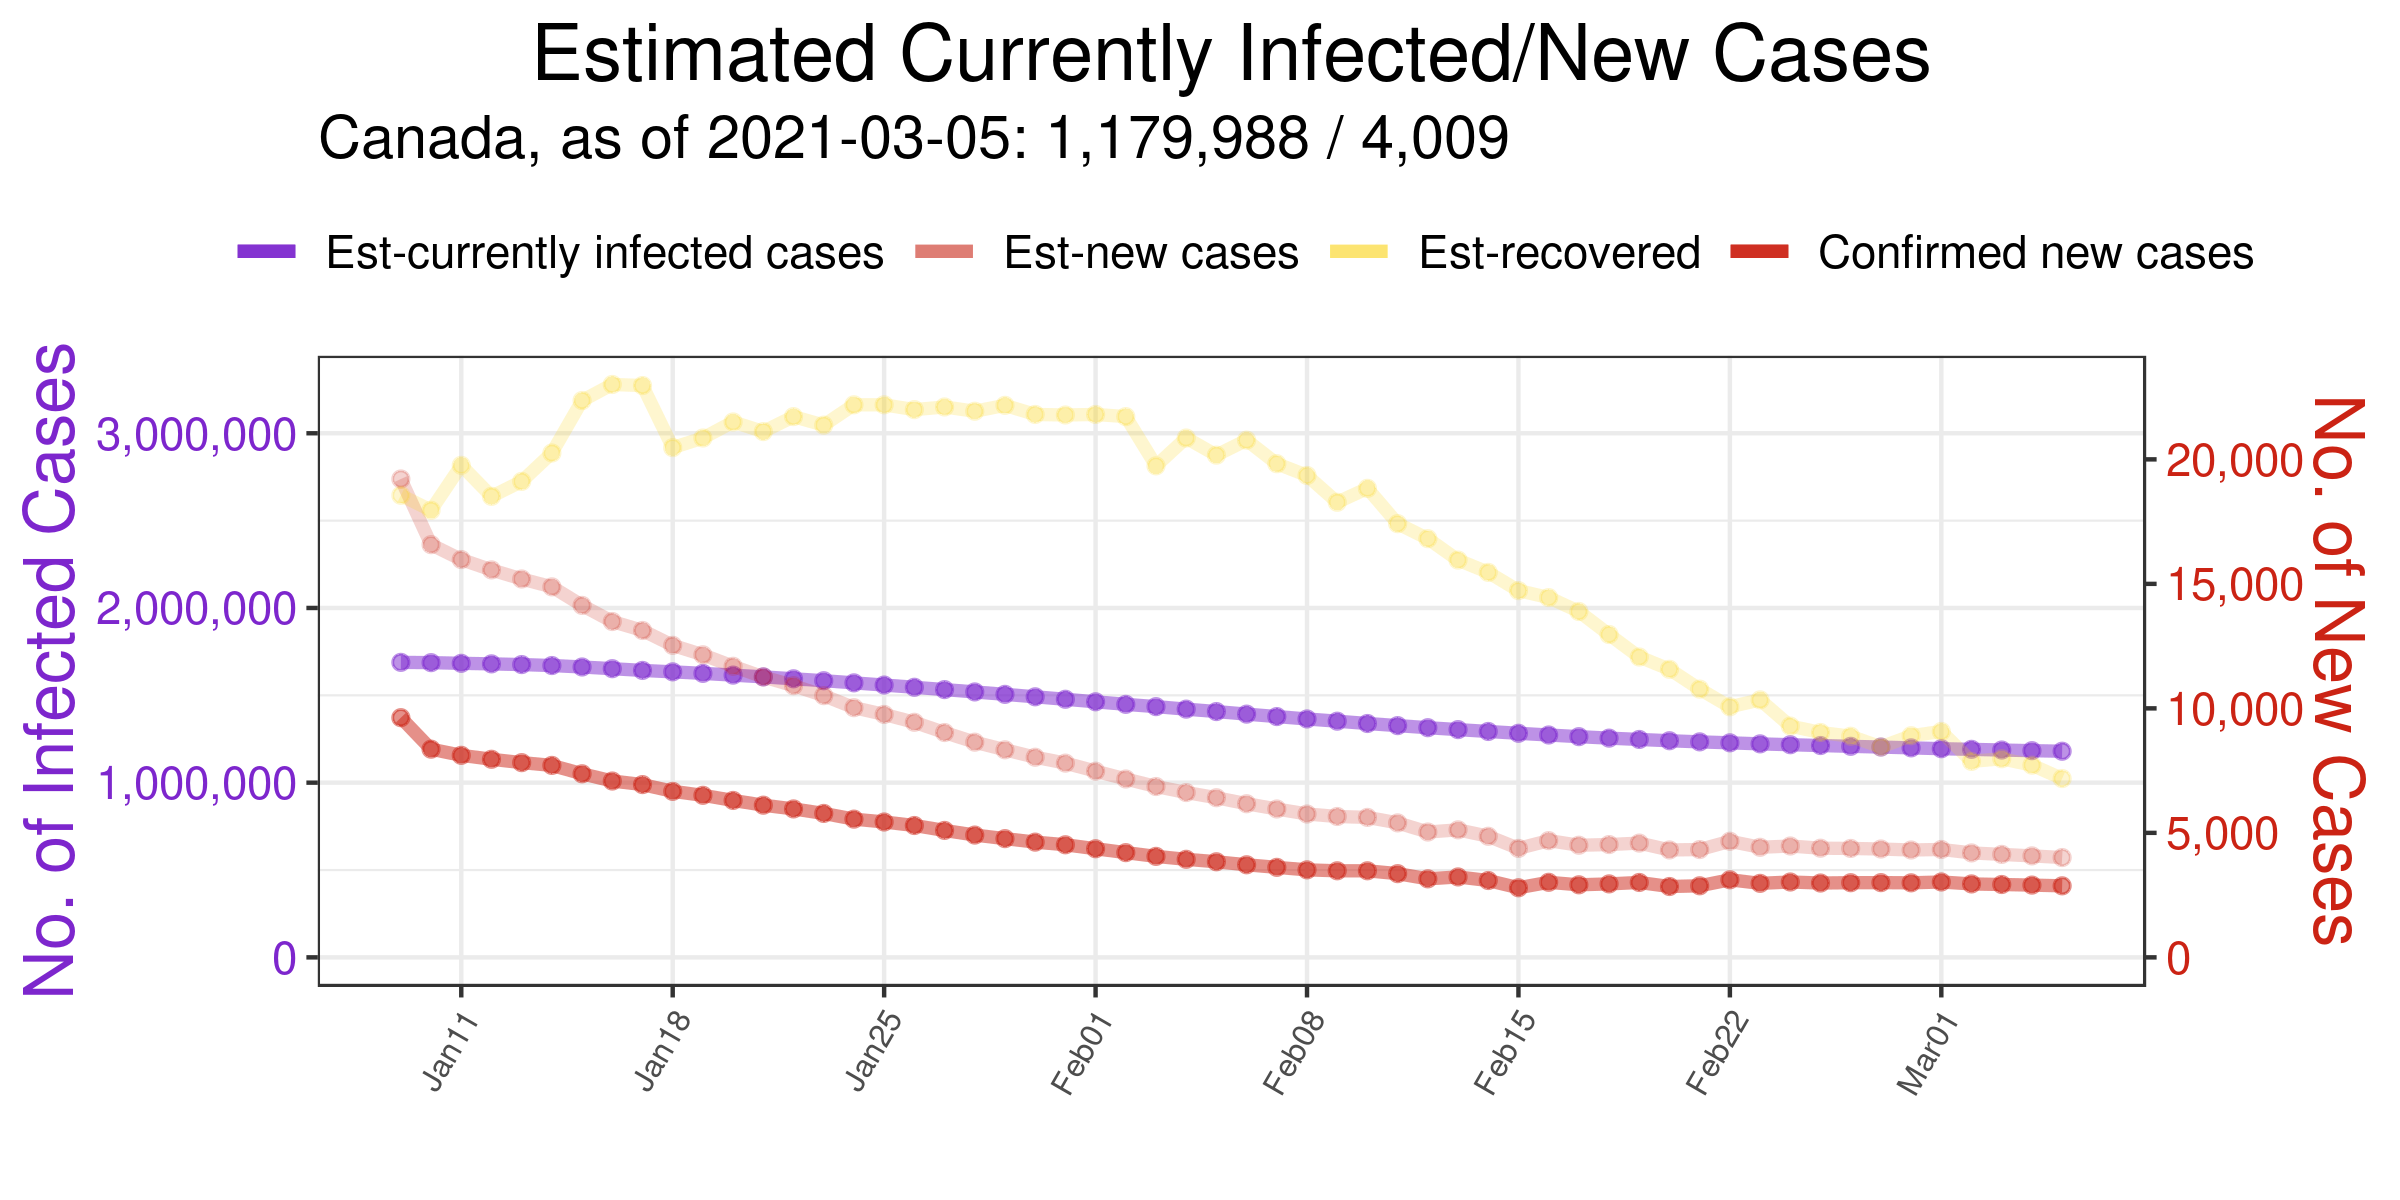 Estimated Currently Infected/New Cases
Canada, as of 2021-03-05: 1,179,988 / 4,009
Est-currently infected cases Est-new cases Est-recovered Confirmed new cases
No. of Infected Cases
3,000,000
2,000,000
1,000,000
0
20,000
15,000
10,000
5,000
0
No. of New Cases
Jan11 Jan18 Jan25 Feb01 Feb08 Feb15 Feb22 Mar01